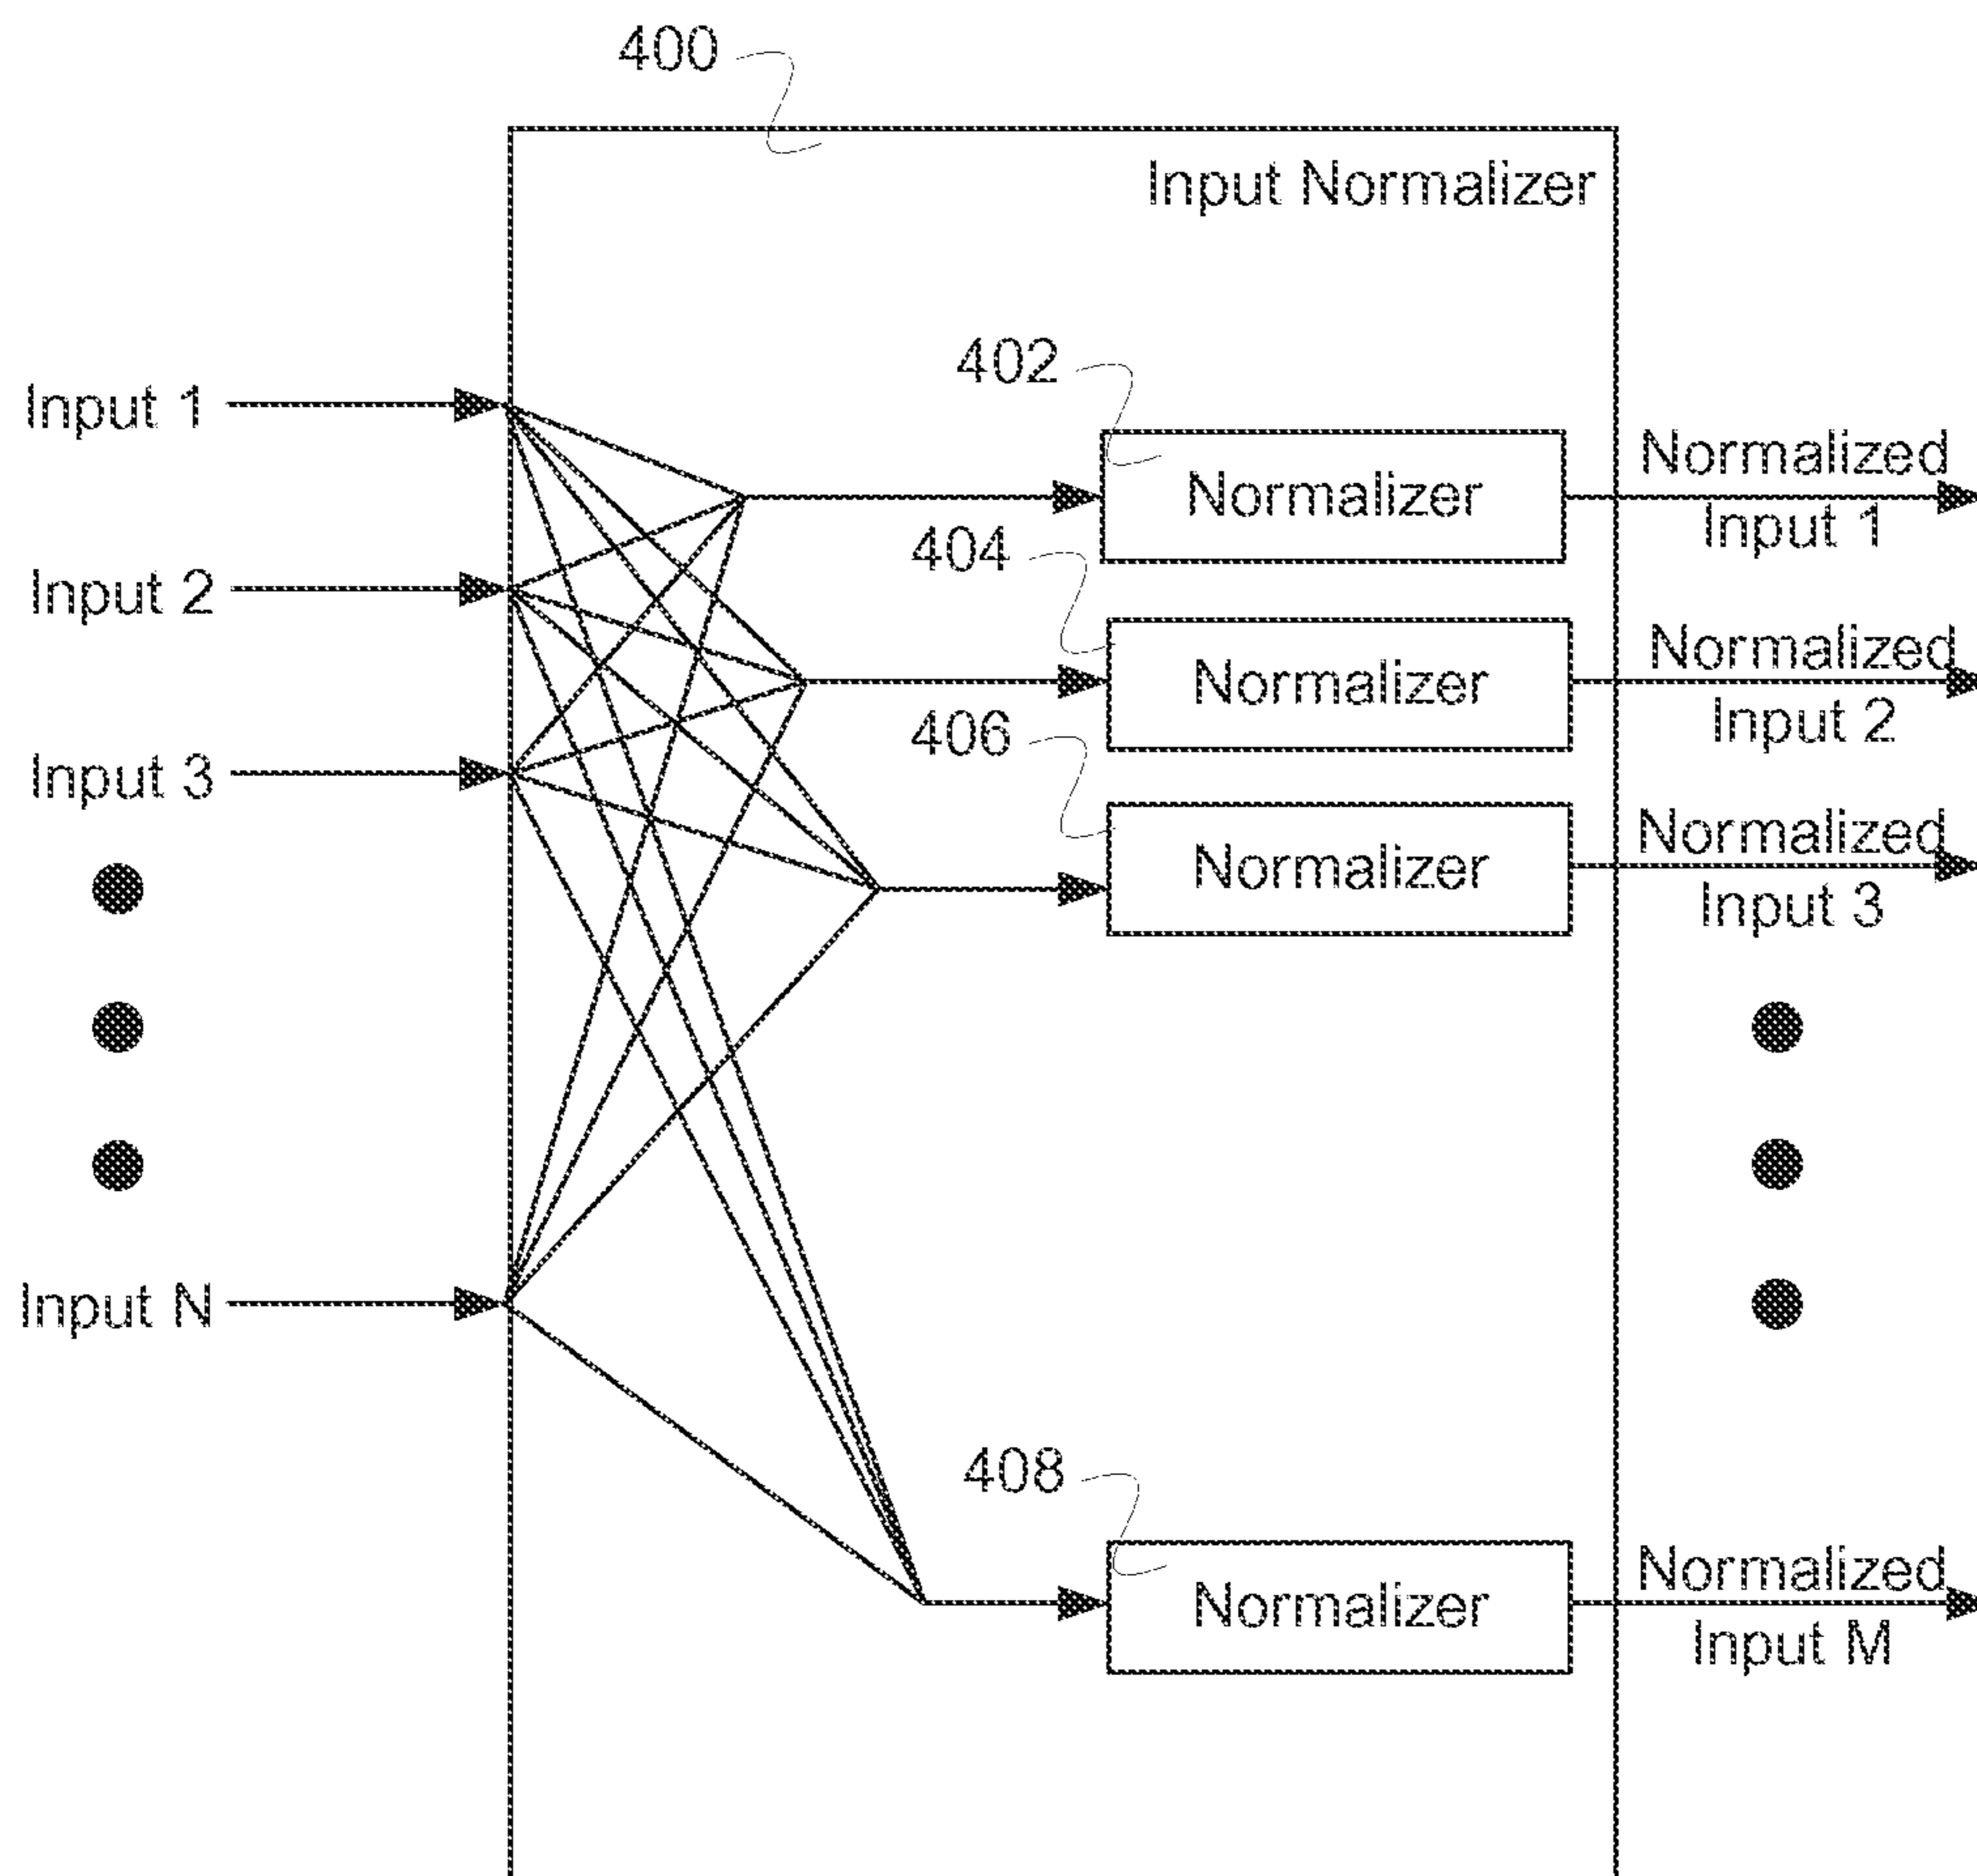 400
Input Normalizer
402
Input 1
Normalizer
Normalized
Input 1
404
Input 2
Normalizer
Normalized
Input 2
406
Input 3
Normalizer
Normalized
Input 3
Input N
408
Normalizer
Normalized
Input M